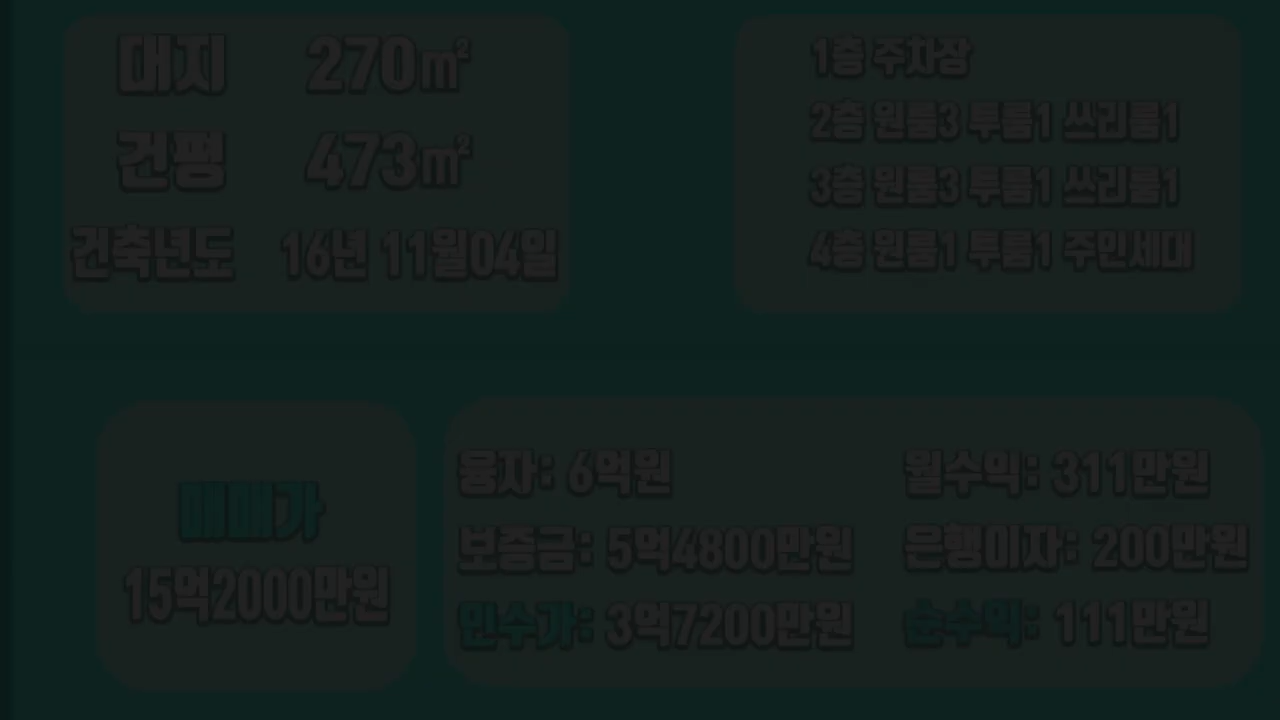 대지 270㎡
건평 473㎡
건축년도 16년 11월04일
1층 주차장
2층 원룸3 투룸1 쓰리룸1
3층 원룸3 투룸1 쓰리룸1
4층 원룸1 투룸1 주인세대
매매가
15억2000만원
융자: 6억원
보증금: 5억4800만원
인수가: 3억7200만원
월수익: 311만원
은행이자: 200만원
순수익: 111만원